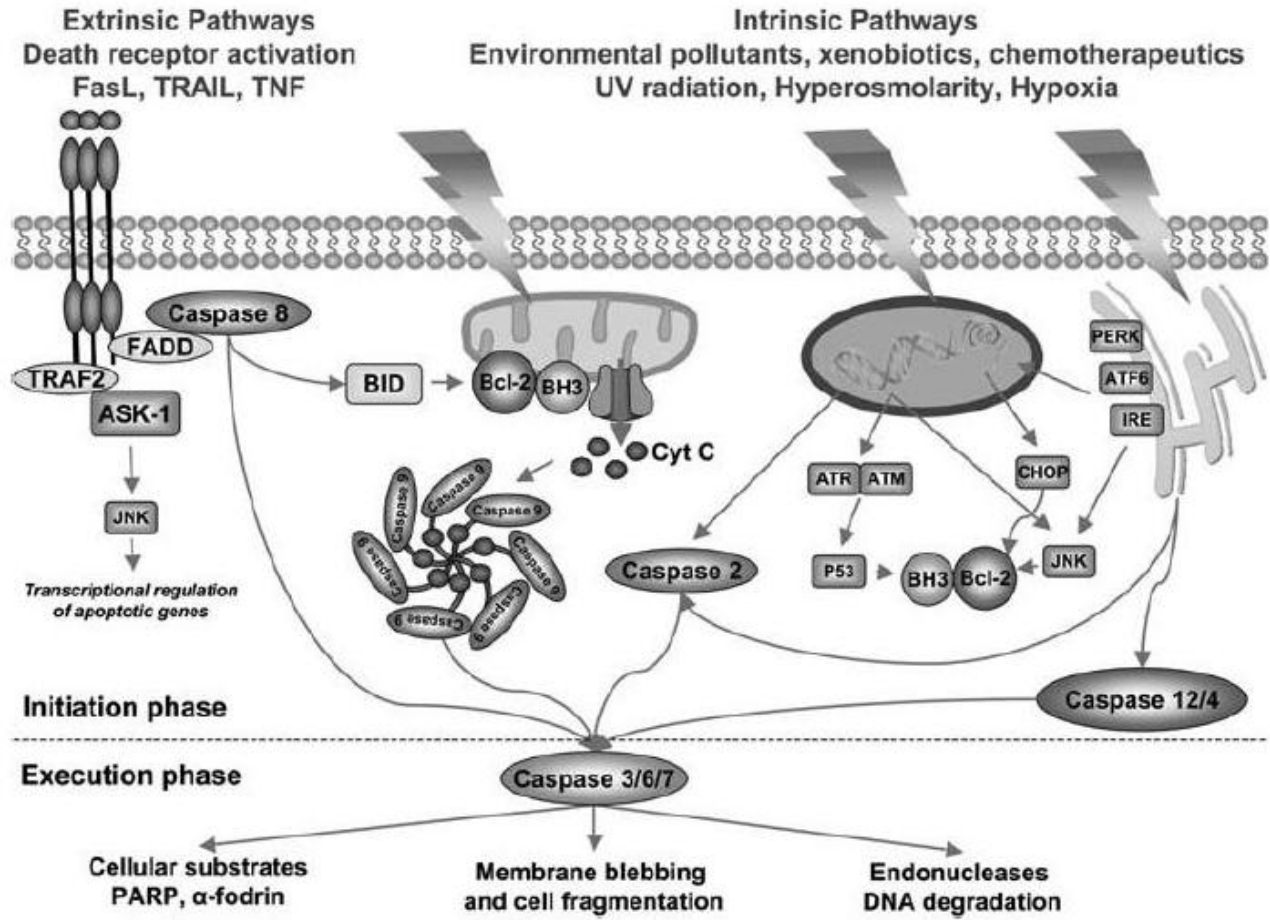 Extrinsic Pathways
Death receptor activation
FasL, TRAIL, TNF
Intrinsic Pathways
Environmental pollutants, xenobiotics, chemotherapeutics
UV radiation, Hyperosmolarity, Hypoxia
Caspase 8
FADD
TRAF2
ASK-1
JNK
Transcriptional regulation
of apoptotic genes
BID
Bcl-2
BH3
Cyt C
Caspase 9
Caspase 9
Caspase 9
Caspase 9
Caspase 9
Caspase 9
Caspase 9
PERK
ATF6
IRE
ATR
ATM
CHOP
Caspase 2
P53
BH3
Bcl-2
JNK
Caspase 12/4
Initiation phase
Execution phase
Caspase 3/6/7
Cellular substrates
PARP, α-fodrin
Membrane blebbing
and cell fragmentation
Endonucleases
DNA degradation